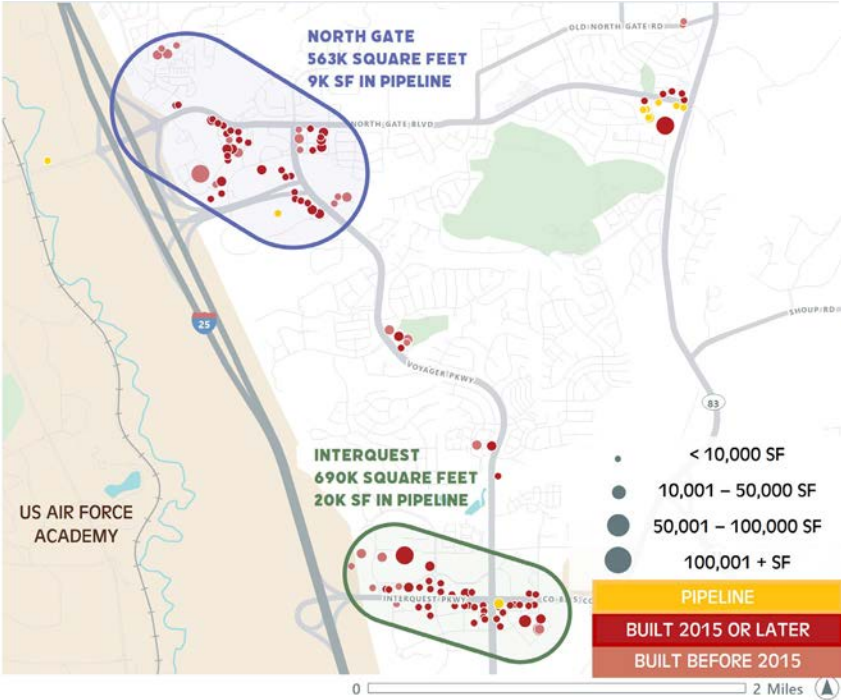 OLD NORTH GATE RD
NORTH GATE
563K SQUARE FEET
9K SF IN PIPELINE
NORTH GATE BLVD
SHOUP RD
25
VOYAGER PKWY
83
INTERQUEST
690K SQUARE FEET
20K SF IN PIPELINE
US AIR FORCE
ACADEMY
< 10,000 SF
10,001 – 50,000 SF
50,001 – 100,000 SF
100,001 + SF
INTERQUEST PKWY
PIPELINE
BUILT 2015 OR LATER
BUILT BEFORE 2015
0 2 Miles